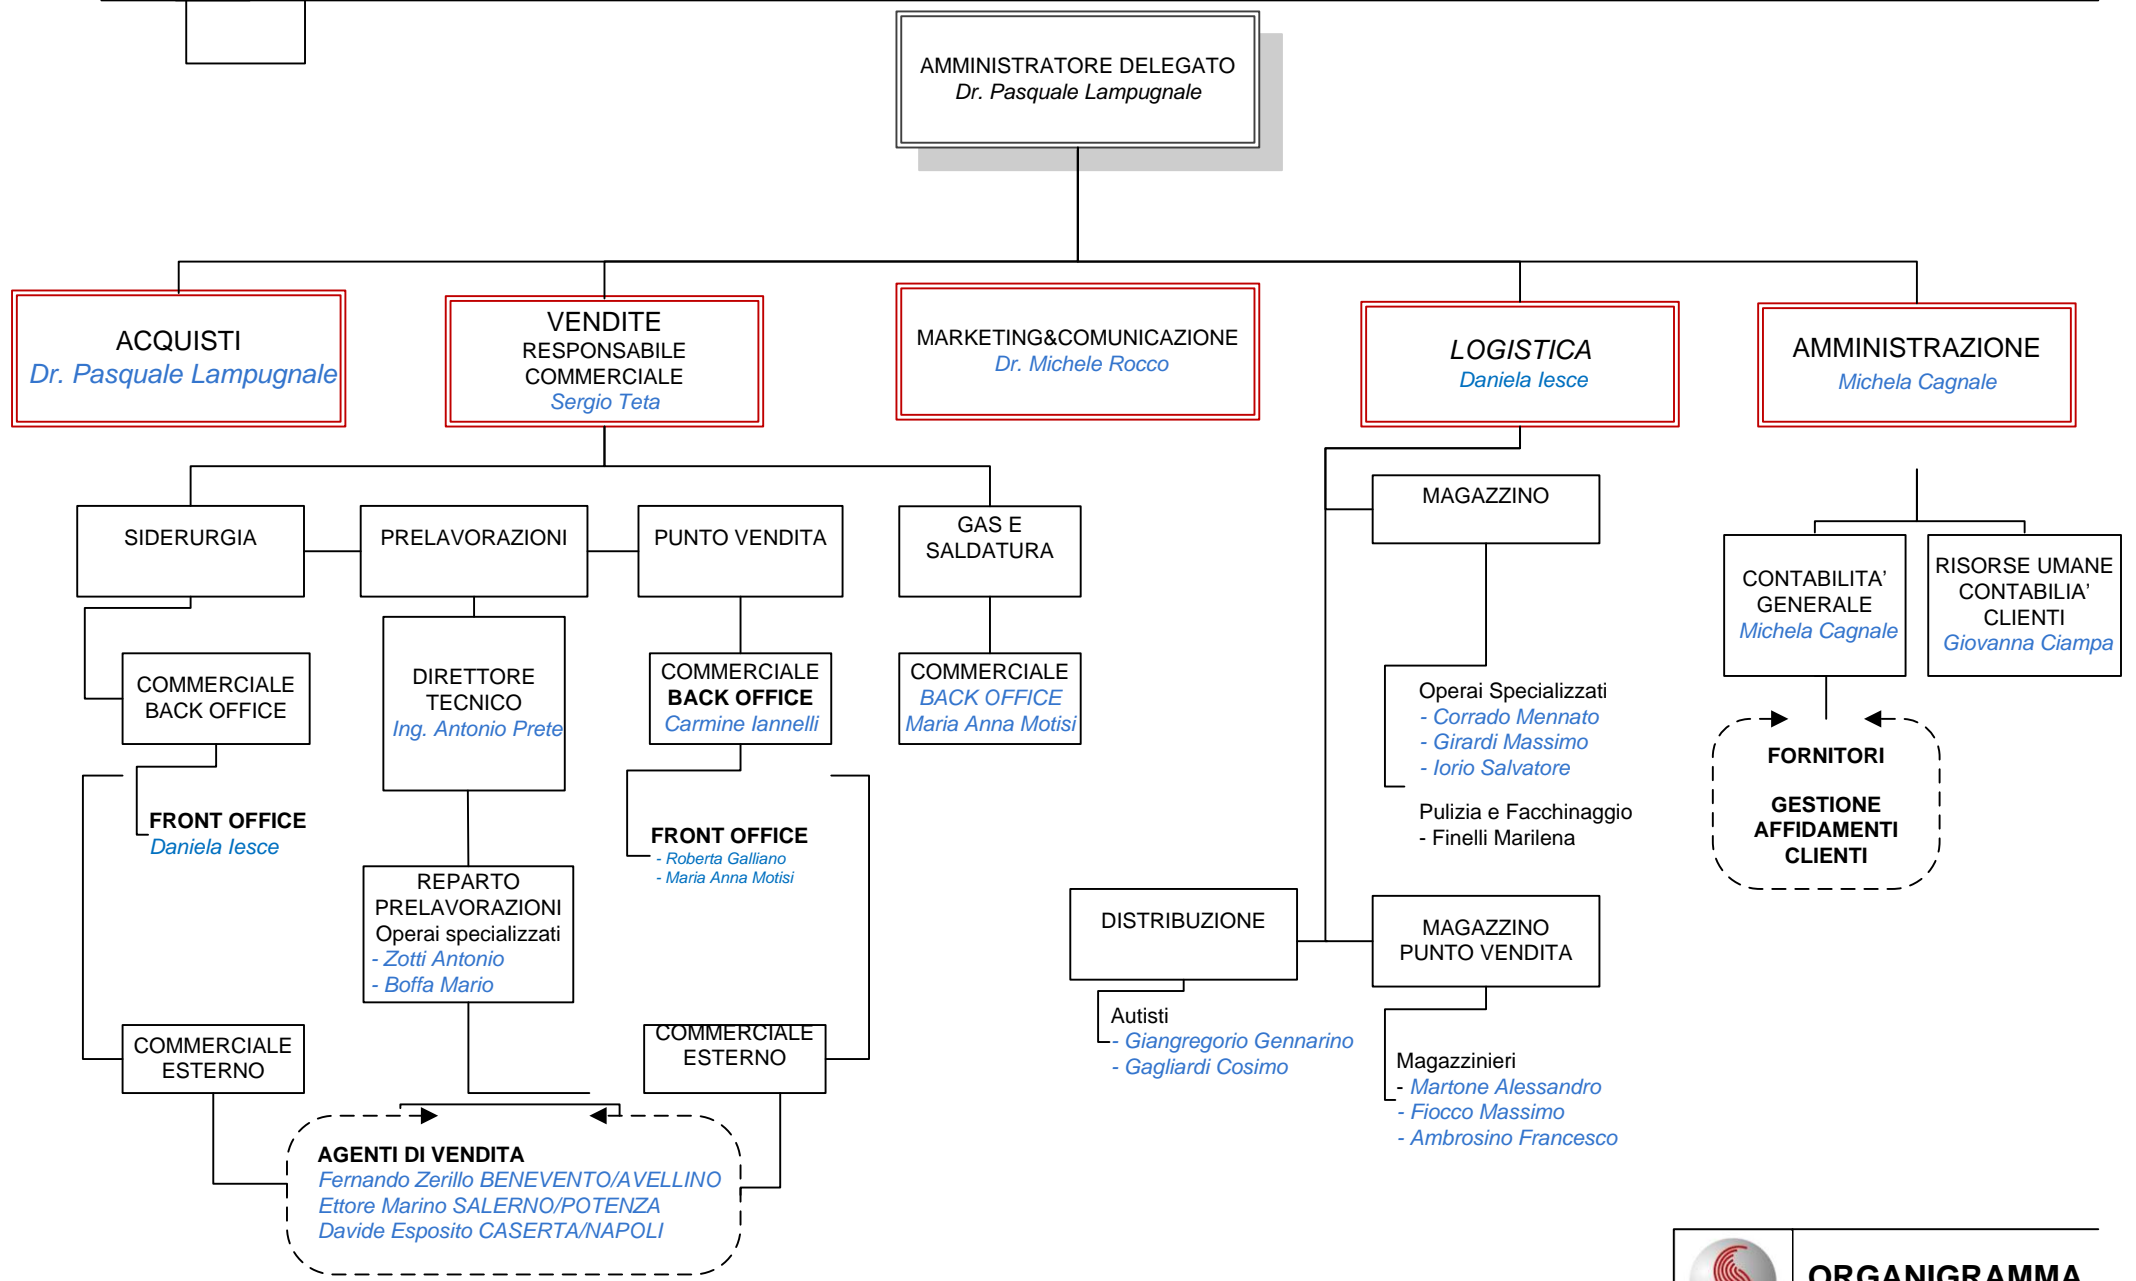 AMMINISTRATORE DELEGATO
Dr. Pasquale Lampugnale
ACQUISTI
Dr. Pasquale Lampugnale
VENDITE
RESPONSABILE
COMMERCIALE
Sergio Teta
MARKETING&COMUNICAZIONE
Dr. Michele Rocco
LOGISTICA
Daniela Iesce
AMMINISTRAZIONE
Michela Cagnale
SIDERURGIA
PRELAVORAZIONI
PUNTO VENDITA
GAS E
SALDATURA
MAGAZZINO
CONTABILITA’
GENERALE
Michela Cagnale
RISORSE UMANE
CONTABILIA’
CLIENTI
Giovanna Ciampa
COMMERCIALE
BACK OFFICE
DIRETTORE
TECNICO
Ing. Antonio Prete
COMMERCIALE
BACK OFFICE
Carmine Iannelli
COMMERCIALE
BACK OFFICE
Maria Anna Motisi
Operai Specializzati
- Corrado Mennato
- Girardi Massimo
- Iorio Salvatore
Pulizia e Facchinaggio
- Finelli Marilena
FORNITORI
GESTIONE
AFFIDAMENTI
CLIENTI
FRONT OFFICE
Daniela Iesce
FRONT OFFICE
- Roberta Galliano
- Maria Anna Motisi
REPARTO
PRELAVORAZIONI
Operai specializzati
- Zotti Antonio
- Boffa Mario
DISTRIBUZIONE
MAGAZZINO
PUNTO VENDITA
Autisti
- Giangregorio Gennarino
- Gagliardi Cosimo
Magazzinieri
- Martone Alessandro
- Fiocco Massimo
- Ambrosino Francesco
COMMERCIALE
ESTERNO
COMMERCIALE
ESTERNO
AGENTI DI VENDITA
Fernando Zerillo BENEVENTO/AVELLINO
Ettore Marino SALERNO/POTENZA
Davide Esposito CASERTA/NAPOLI
ORGANIGRAMMA